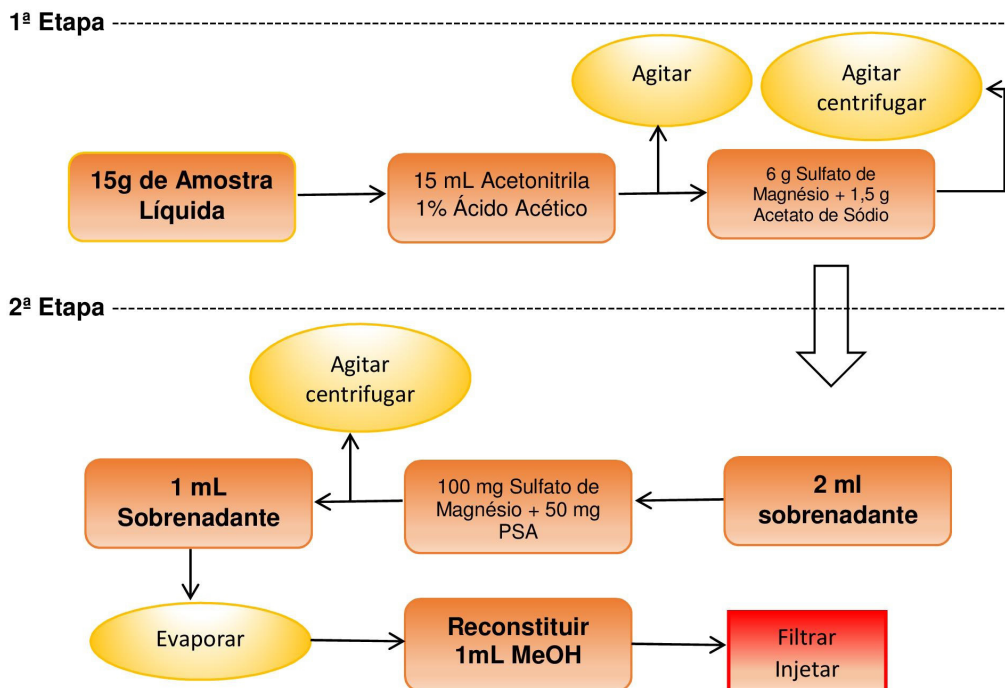 1ª Etapa
15g de Amostra
Líquida
15 mL Acetonitrila
1% Ácido Acético
Agitar
6 g Sulfato de
Magnésio + 1,5 g
Acetato de Sódio
Agitar
centrifugar
2ª Etapa
2 ml
sobrenadante
100 mg Sulfato de
Magnésio + 50 mg
PSA
Agitar
centrifugar
1 mL
Sobrenadante
Evaporar
Reconstituir
1mL MeOH
Filtrar
Injetar